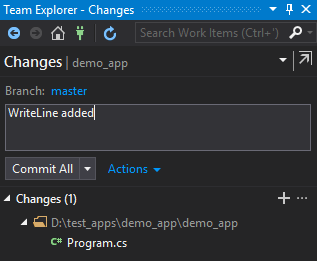 Team Explorer - Changes
Search Work Items (Ctrl+')
Changes | demo_app
Branch: master
WriteLine added
Commit All Actions
Changes (1)
D:\test_apps\demo_app\demo_app
C# Program.cs